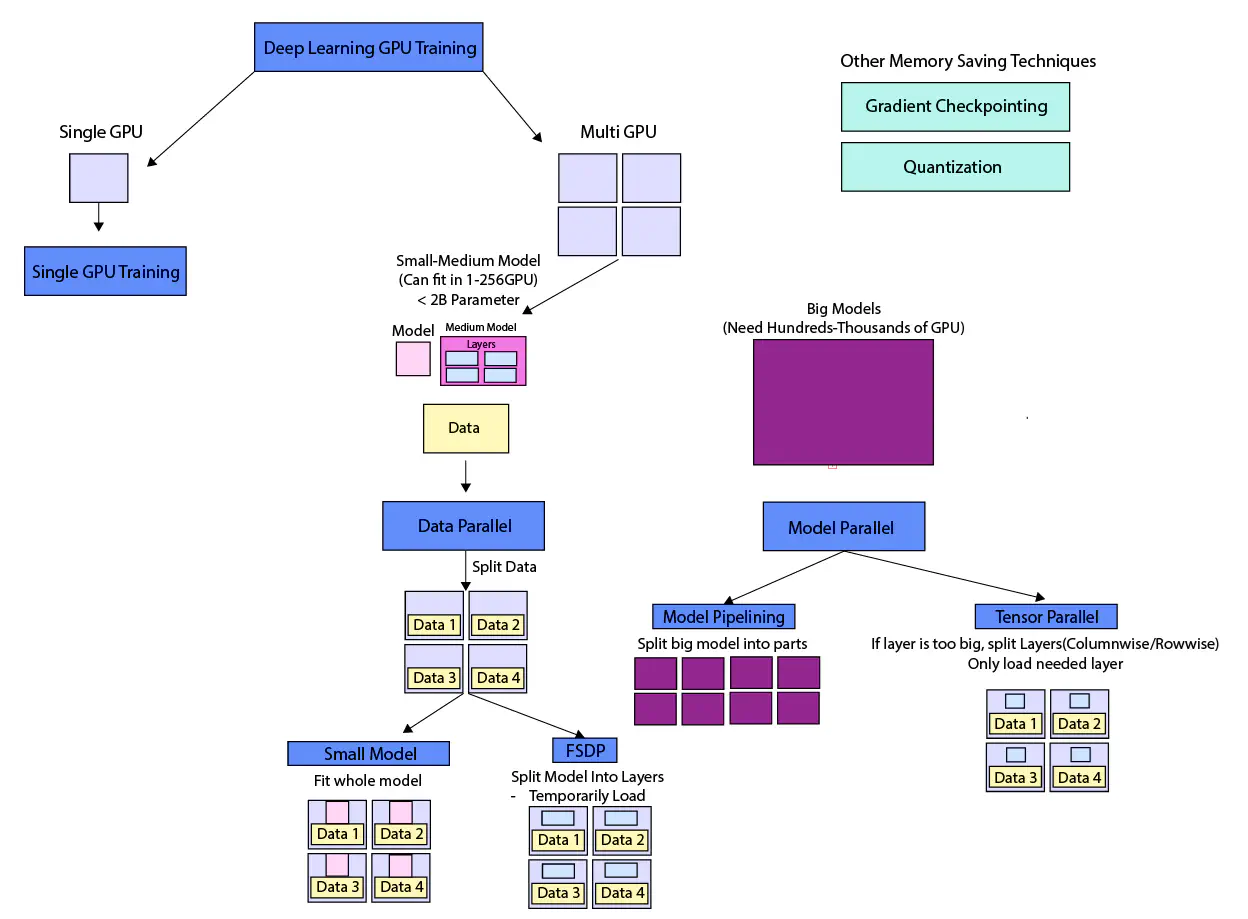 Deep Learning GPU Training
Other Memory Saving Techniques
Gradient Checkpointing
Quantization
Single GPU
Multi GPU
Single GPU Training
Small-Medium Model
(Can fit in 1-256GPU)
< 2B Parameter
Model
Medium Model
Layers
Big Models
(Need Hundreds-Thousands of GPU)
Data
Data Parallel
Split Data
Data 1
Data 2
Data 3
Data 4
Small Model
Fit whole model
Data 1
Data 2
Data 3
Data 4
FSDP
Split Model Into Layers
- Temporarily Load
Data 1
Data 2
Data 3
Data 4
Model Parallel
Model Pipelining
Split big model into parts
Tensor Parallel
If layer is too big, split Layers(Columnwise/Rowwise)
Only load needed layer
Data 1
Data 2
Data 3
Data 4